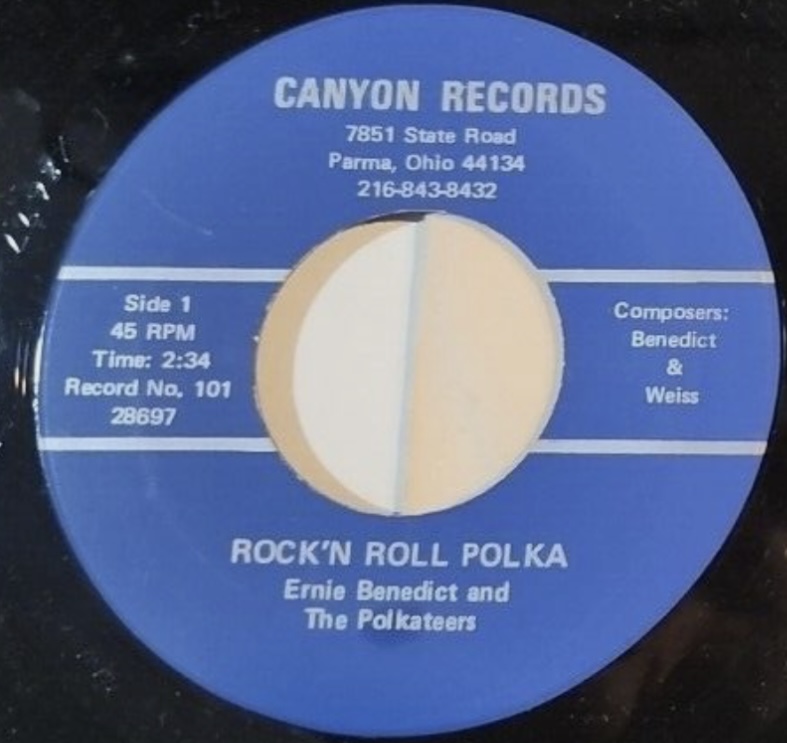 CANYON RECORDS
7851 State Road
Parma, Ohio 44134
216-843-8432
Side 1
45 RPM
Time: 2:34
Record No. 101
28697
Composers:
Benedict
&
Weiss
ROCK'N ROLL POLKA
Ernie Benedict and
The Polkateers